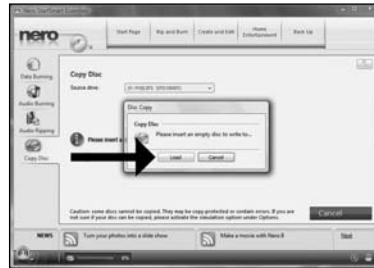 Nero StartSmart Essentials
nero
Start Page
Rip and Burn
Create and Edit
Home
Entertainment
Back Up
Data Burning
Audio Burning
Audio Ripping
Copy Disc
Copy Disc
Source drive:
Disc Copy
Copy Disc
Please insert an empty disc to write to...
Please insert a
Load
Cancel
Caution: some discs cannot be copied. They may be copy-protected or contain errors. If you are
not sure if your disc can be copied, please activate the simulation option under Options.
Cancel
NEWS
Turn your photos into a slide show
Make a movie with Nero 8
Next